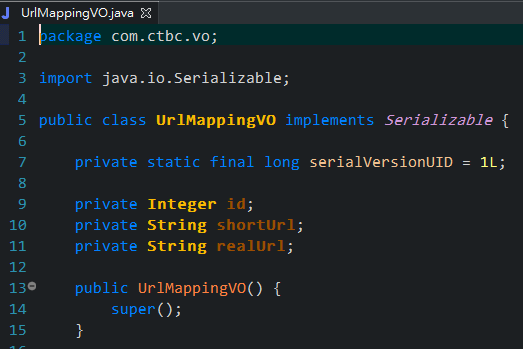 UrlMappingVO.java
1 package com.ctbc.vo;
2
3 import java.io.Serializable;
4
5 public class UrlMappingVO implements Serializable {
6
7     private static final long serialVersionUID = 1L;
8
9     private Integer id;
10     private String shortUrl;
11     private String realUrl;
12
13     public UrlMappingVO() {
14         super();
15     }
16